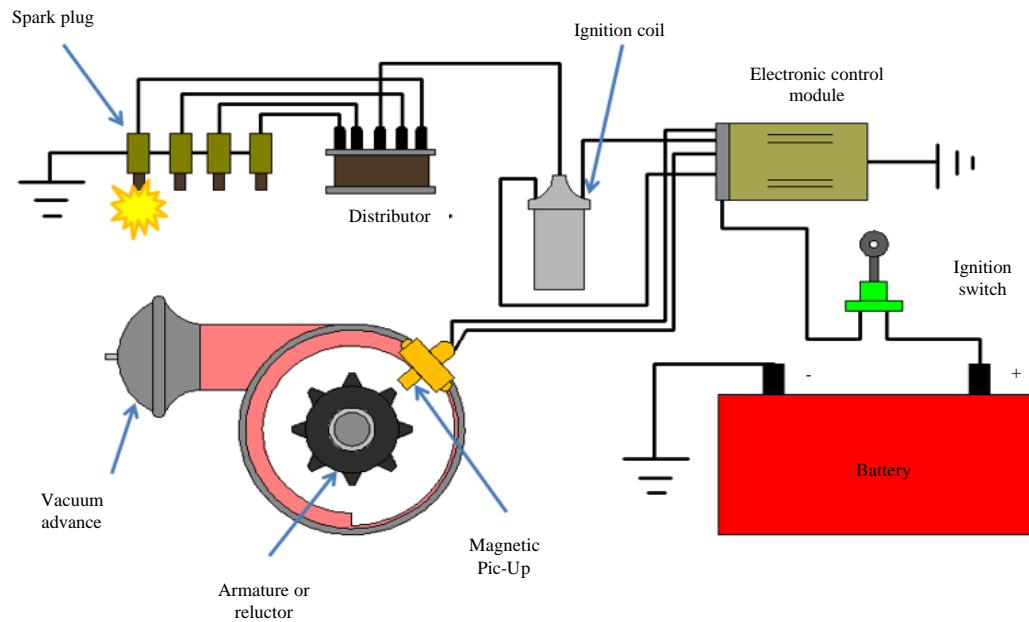 Spark plug
Ignition coil
Electronic control
module
Distributor
Ignition
switch
-
+
Battery
Vacuum
advance
Magnetic
Pic-Up
Armature or
reluctor